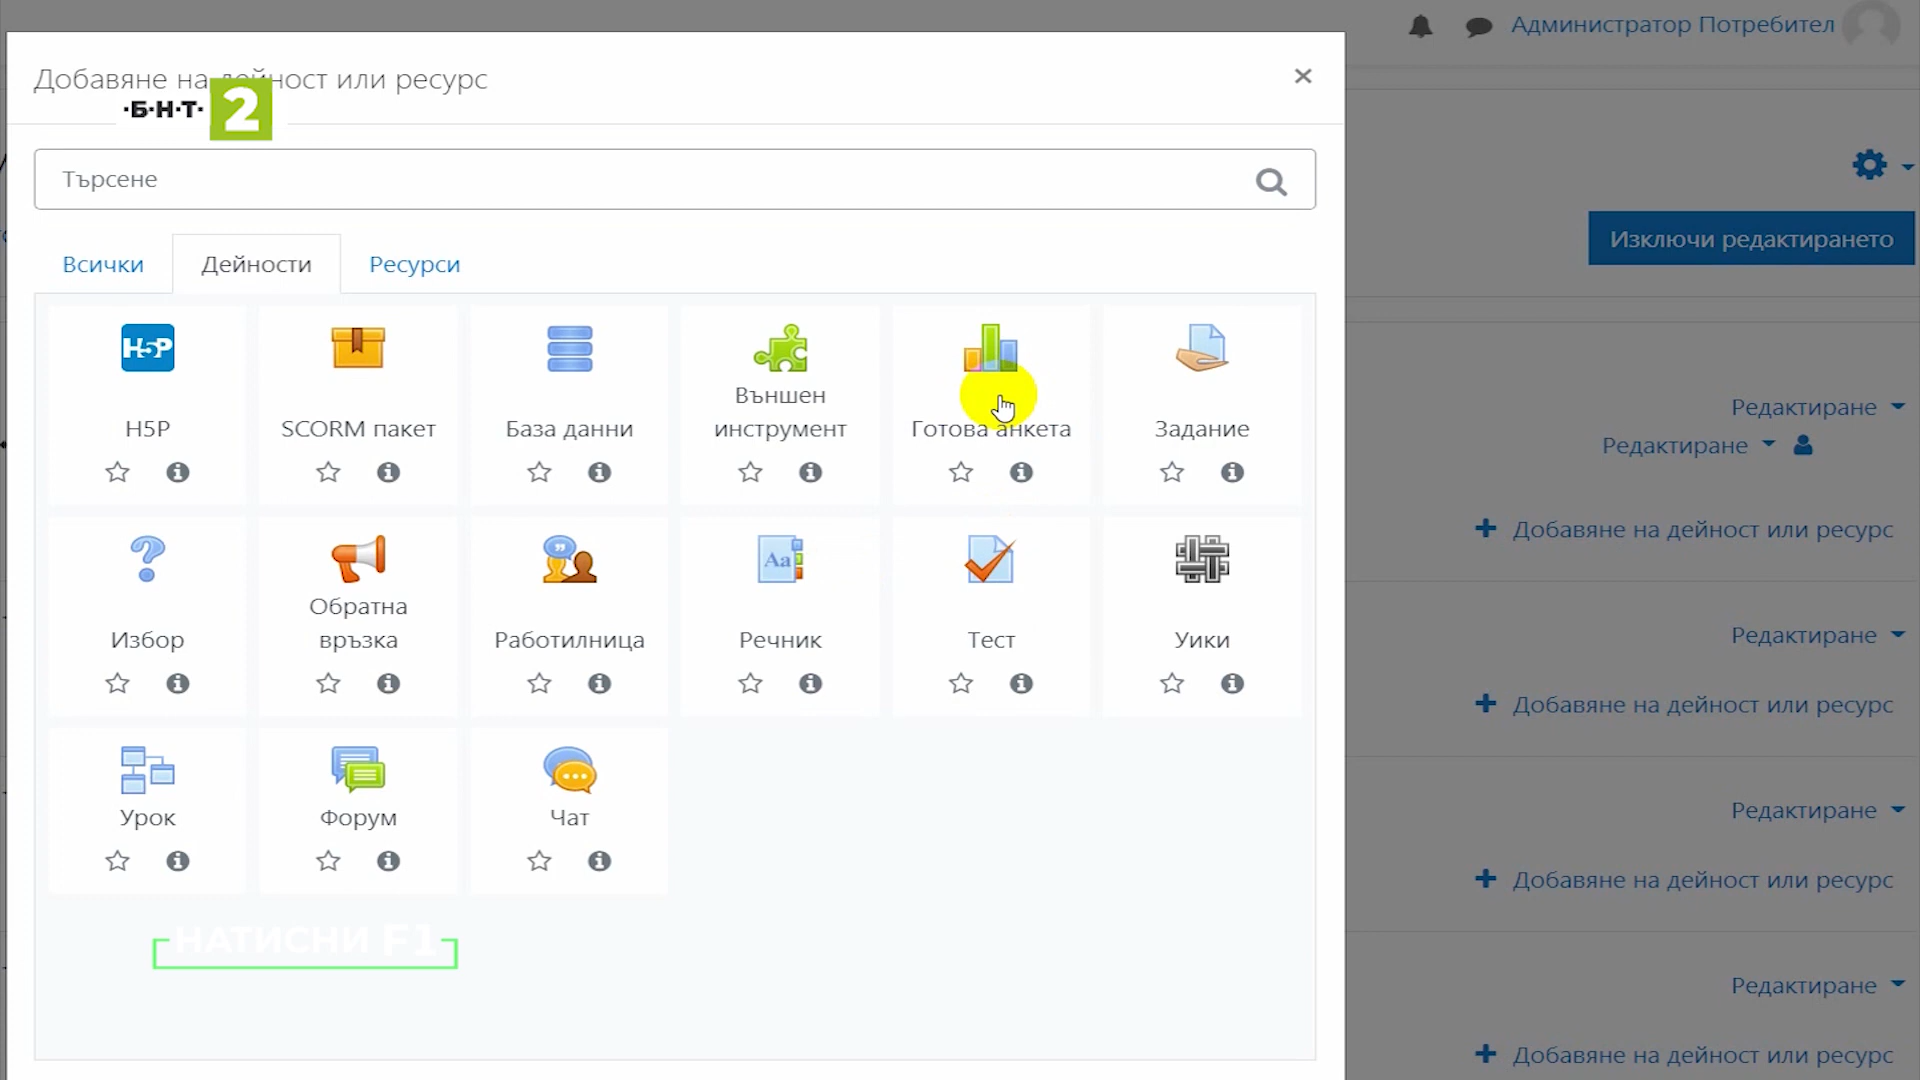 Администратор Потребител
Добавяне на дейност или ресурс
·Б·Н·Т· 2
Търсене
Изключи редактирането
Всички
Дейности
Ресурси
H5P
SCORM пакет
База данни
Външен
инструмент
Готова анкета
Задание
Редактиране
Редактиране
Добавяне на дейност или ресурс
Избор
Обратна
връзка
Работилница
Речник
Тест
Уики
Редактиране
Добавяне на дейност или ресурс
Урок
Форум
Чат
Редактиране
Добавяне на дейност или ресурс
НАТИСНИ F1
Редактиране
Добавяне на дейност или ресурс